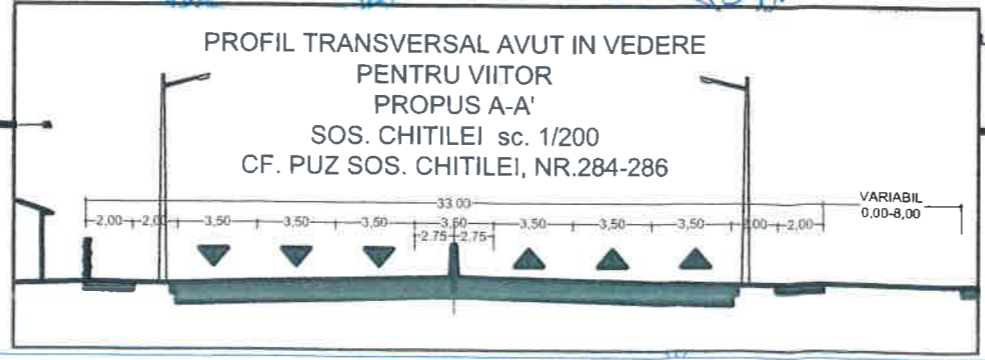 PROFIL TRANSVERSAL AVUT IN VEDERE
PENTRU VIITOR
PROPUS A-A'
SOS. CHITILEI sc. 1/200
CF. PUZ SOS. CHITILEI, NR.284-286
33.00
VARIABIL
0,00-8,00
2,00 2,00 3,50 3,50 3,50 3,50 3,50 3,50 3,50 2,00 2,00
2.75 2.75